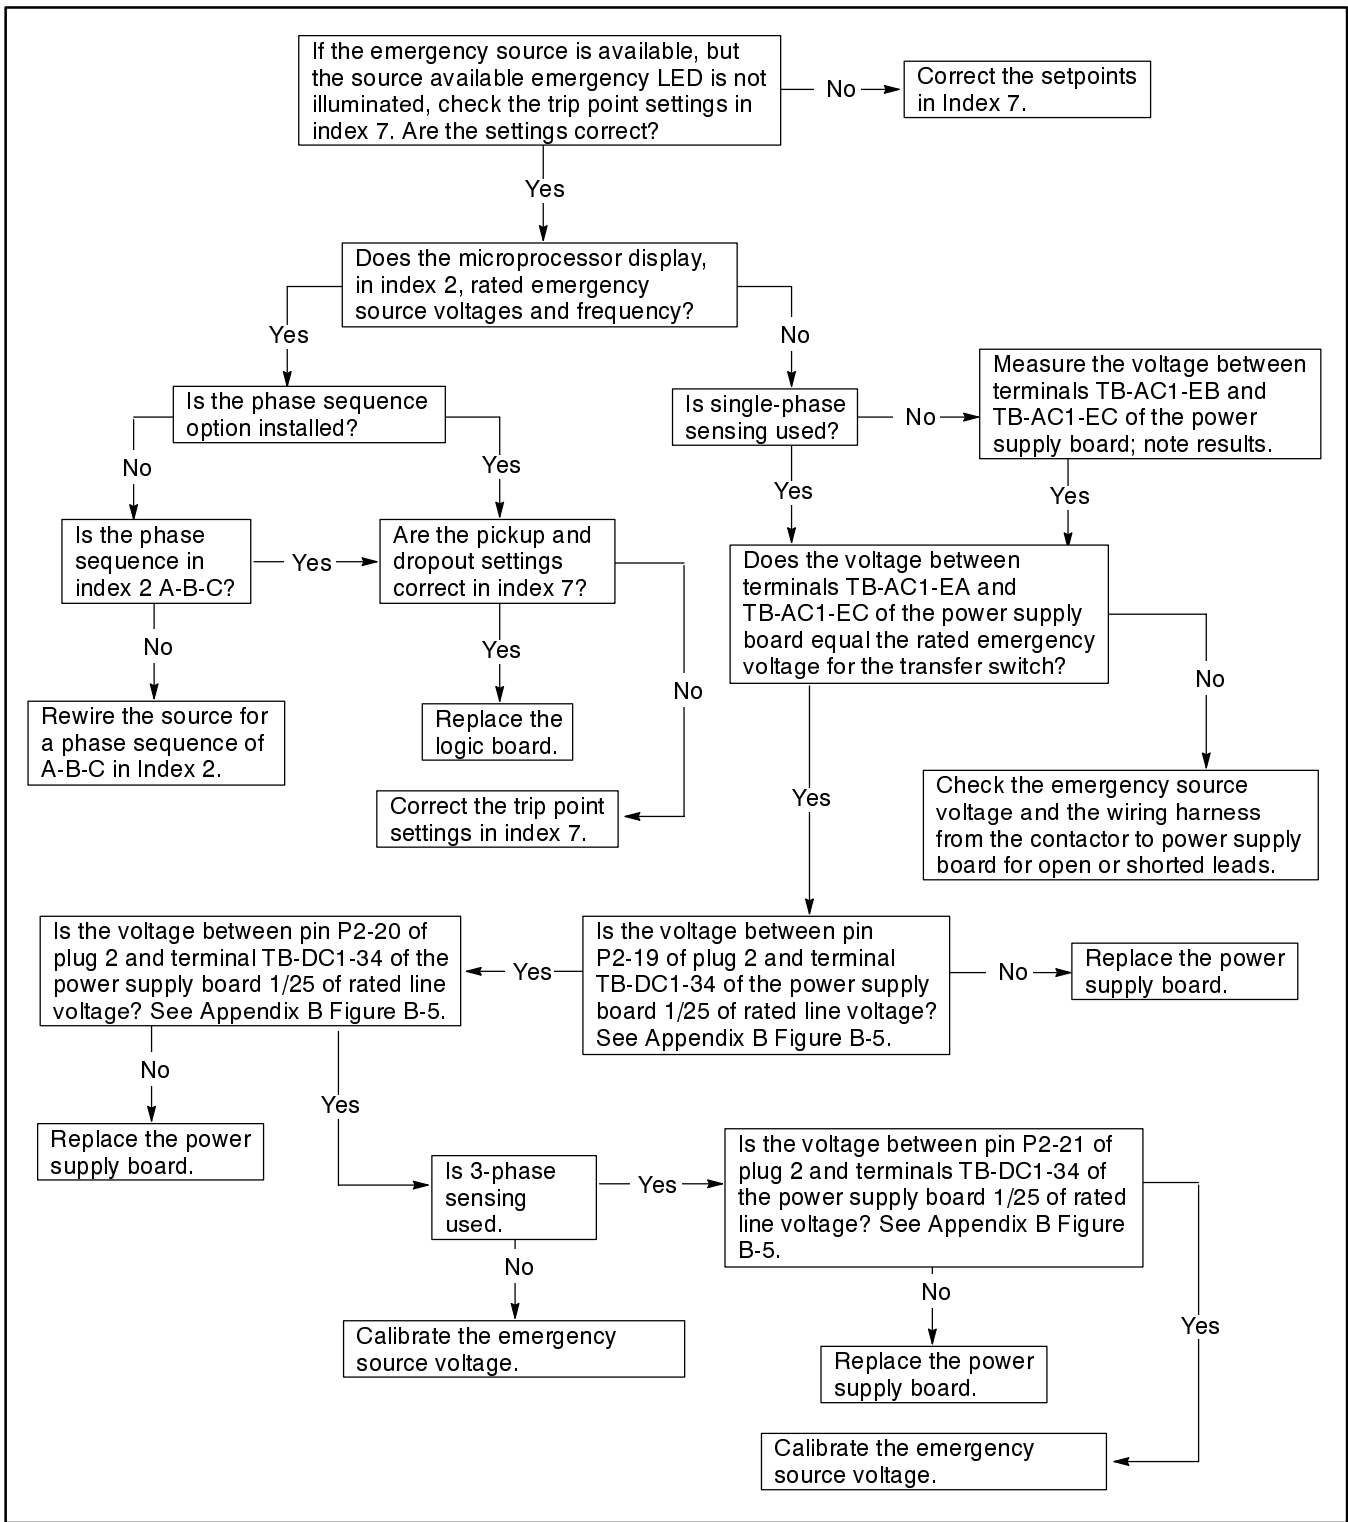 If the emergency source is available, but
the source available emergency LED is not
illuminated, check the trip point settings in
index 7. Are the settings correct?
No
Correct the setpoints
in Index 7.
Yes
Does the microprocessor display,
in index 2, rated emergency
source voltages and frequency?
Yes
No
Is the phase sequence
option installed?
Is single-phase
sensing used?
No
Measure the voltage between
terminals TB-AC1-EB and
TB-AC1-EC of the power
supply board; note results.
No
Yes
Yes
Yes
Is the phase
sequence in
index 2 A-B-C?
Yes
Are the pickup and
dropout settings
correct in index 7?
Does the voltage between
terminals TB-AC1-EA and
TB-AC1-EC of the power supply
board equal the rated emergency
voltage for the transfer switch?
No
Yes
No
No
Rewire the source for
a phase sequence of
A-B-C in Index 2.
Replace the
logic board.
Correct the trip point
settings in index 7.
Yes
Check the emergency source
voltage and the wiring harness
from the contactor to power supply
board for open or shorted leads.
Is the voltage between pin P2-20 of
plug 2 and terminal TB-DC1-34 of the
power supply board 1/25 of rated line
voltage? See Appendix B Figure B-5.
Yes
Is the voltage between pin
P2-19 of plug 2 and terminal
TB-DC1-34 of the power supply
board 1/25 of rated line voltage?
See Appendix B Figure B-5.
No
Replace the power
supply board.
No
Yes
Replace the power
supply board.
Is 3-phase
sensing
used.
Yes
Is the voltage between pin P2-21 of
plug 2 and terminals TB-DC1-34 of
the power supply board 1/25 of rated
line voltage? See Appendix B Figure
B-5.
No
No
Yes
Calibrate the emergency
source voltage.
Replace the power
supply board.
Calibrate the emergency
source voltage.